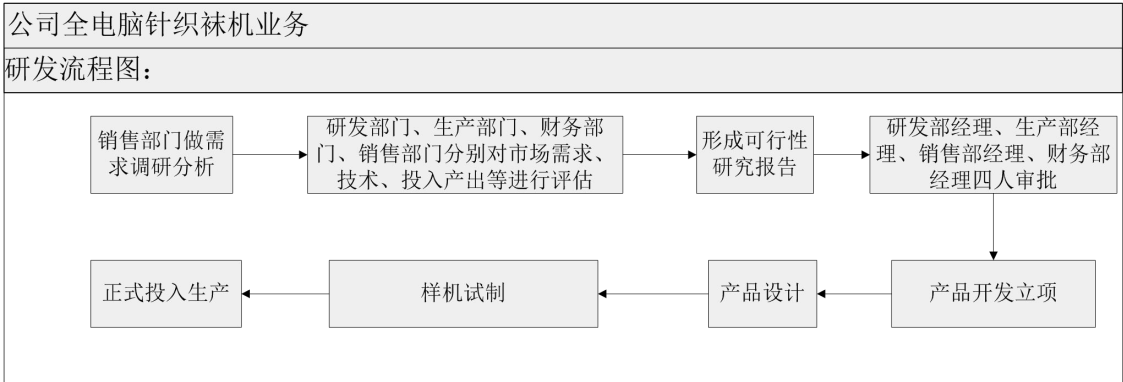 公司全电脑针织袜机业务
研发流程图：
销售部门做需
求调研分析
研发部门、生产部门、财务部
门、销售部门分别对市场需求、
技术、投入产出等进行评估
形成可行性
研究报告
研发部经理、生产部经
理、销售部经理、财务部
经理四人审批
产品开发立项
产品设计
样机试制
正式投入生产